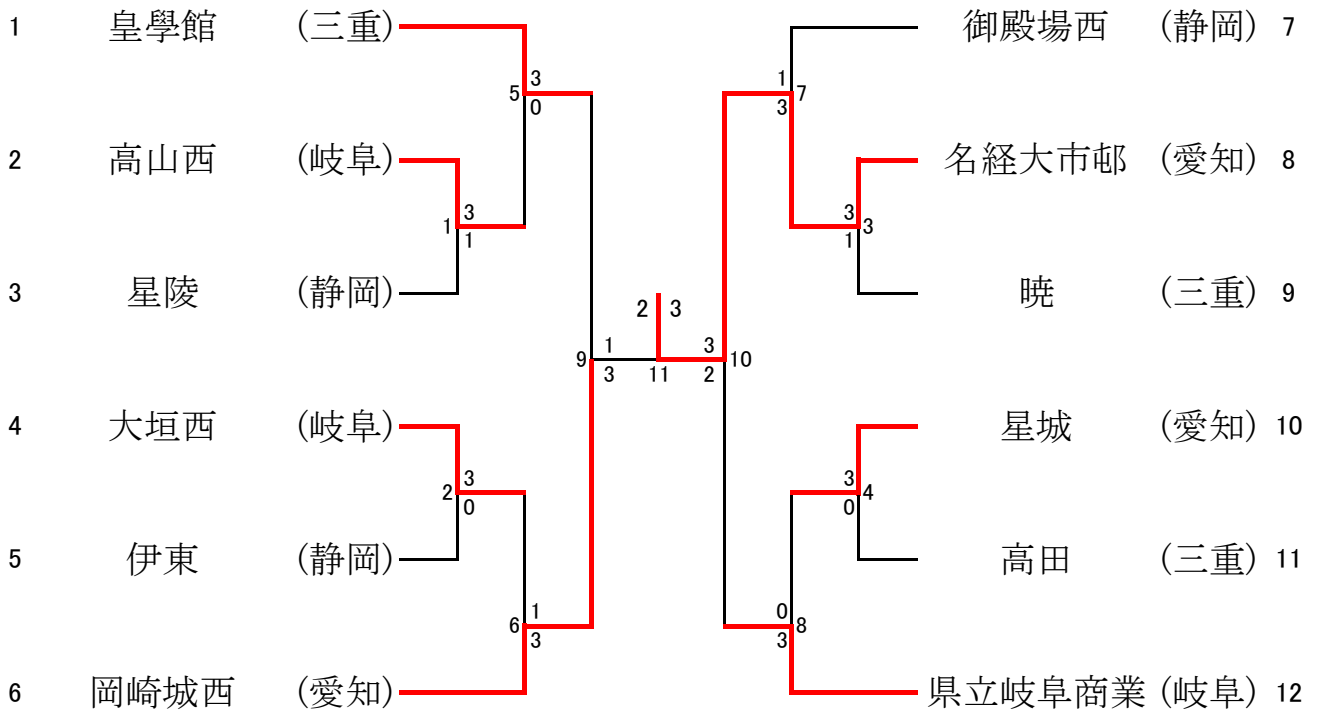 1 皇學館 (三重) 御殿場西 (静岡) 7
3 1
5 7
0 3
2 高山西 (岐阜) 名経大市邨 (愛知) 8
3 3
1 3
1 1
3 星陵 (静岡) 暁 (三重) 9
2 3
1 3
9 10
3 11 2
4 大垣西 (岐阜) 星城 (愛知) 10
3 3
2 4
0 0
5 伊東 (静岡) 高田 (三重) 11
1 0
6 8
3 3
6 岡崎城西 (愛知) 県立岐阜商業 (岐阜) 12